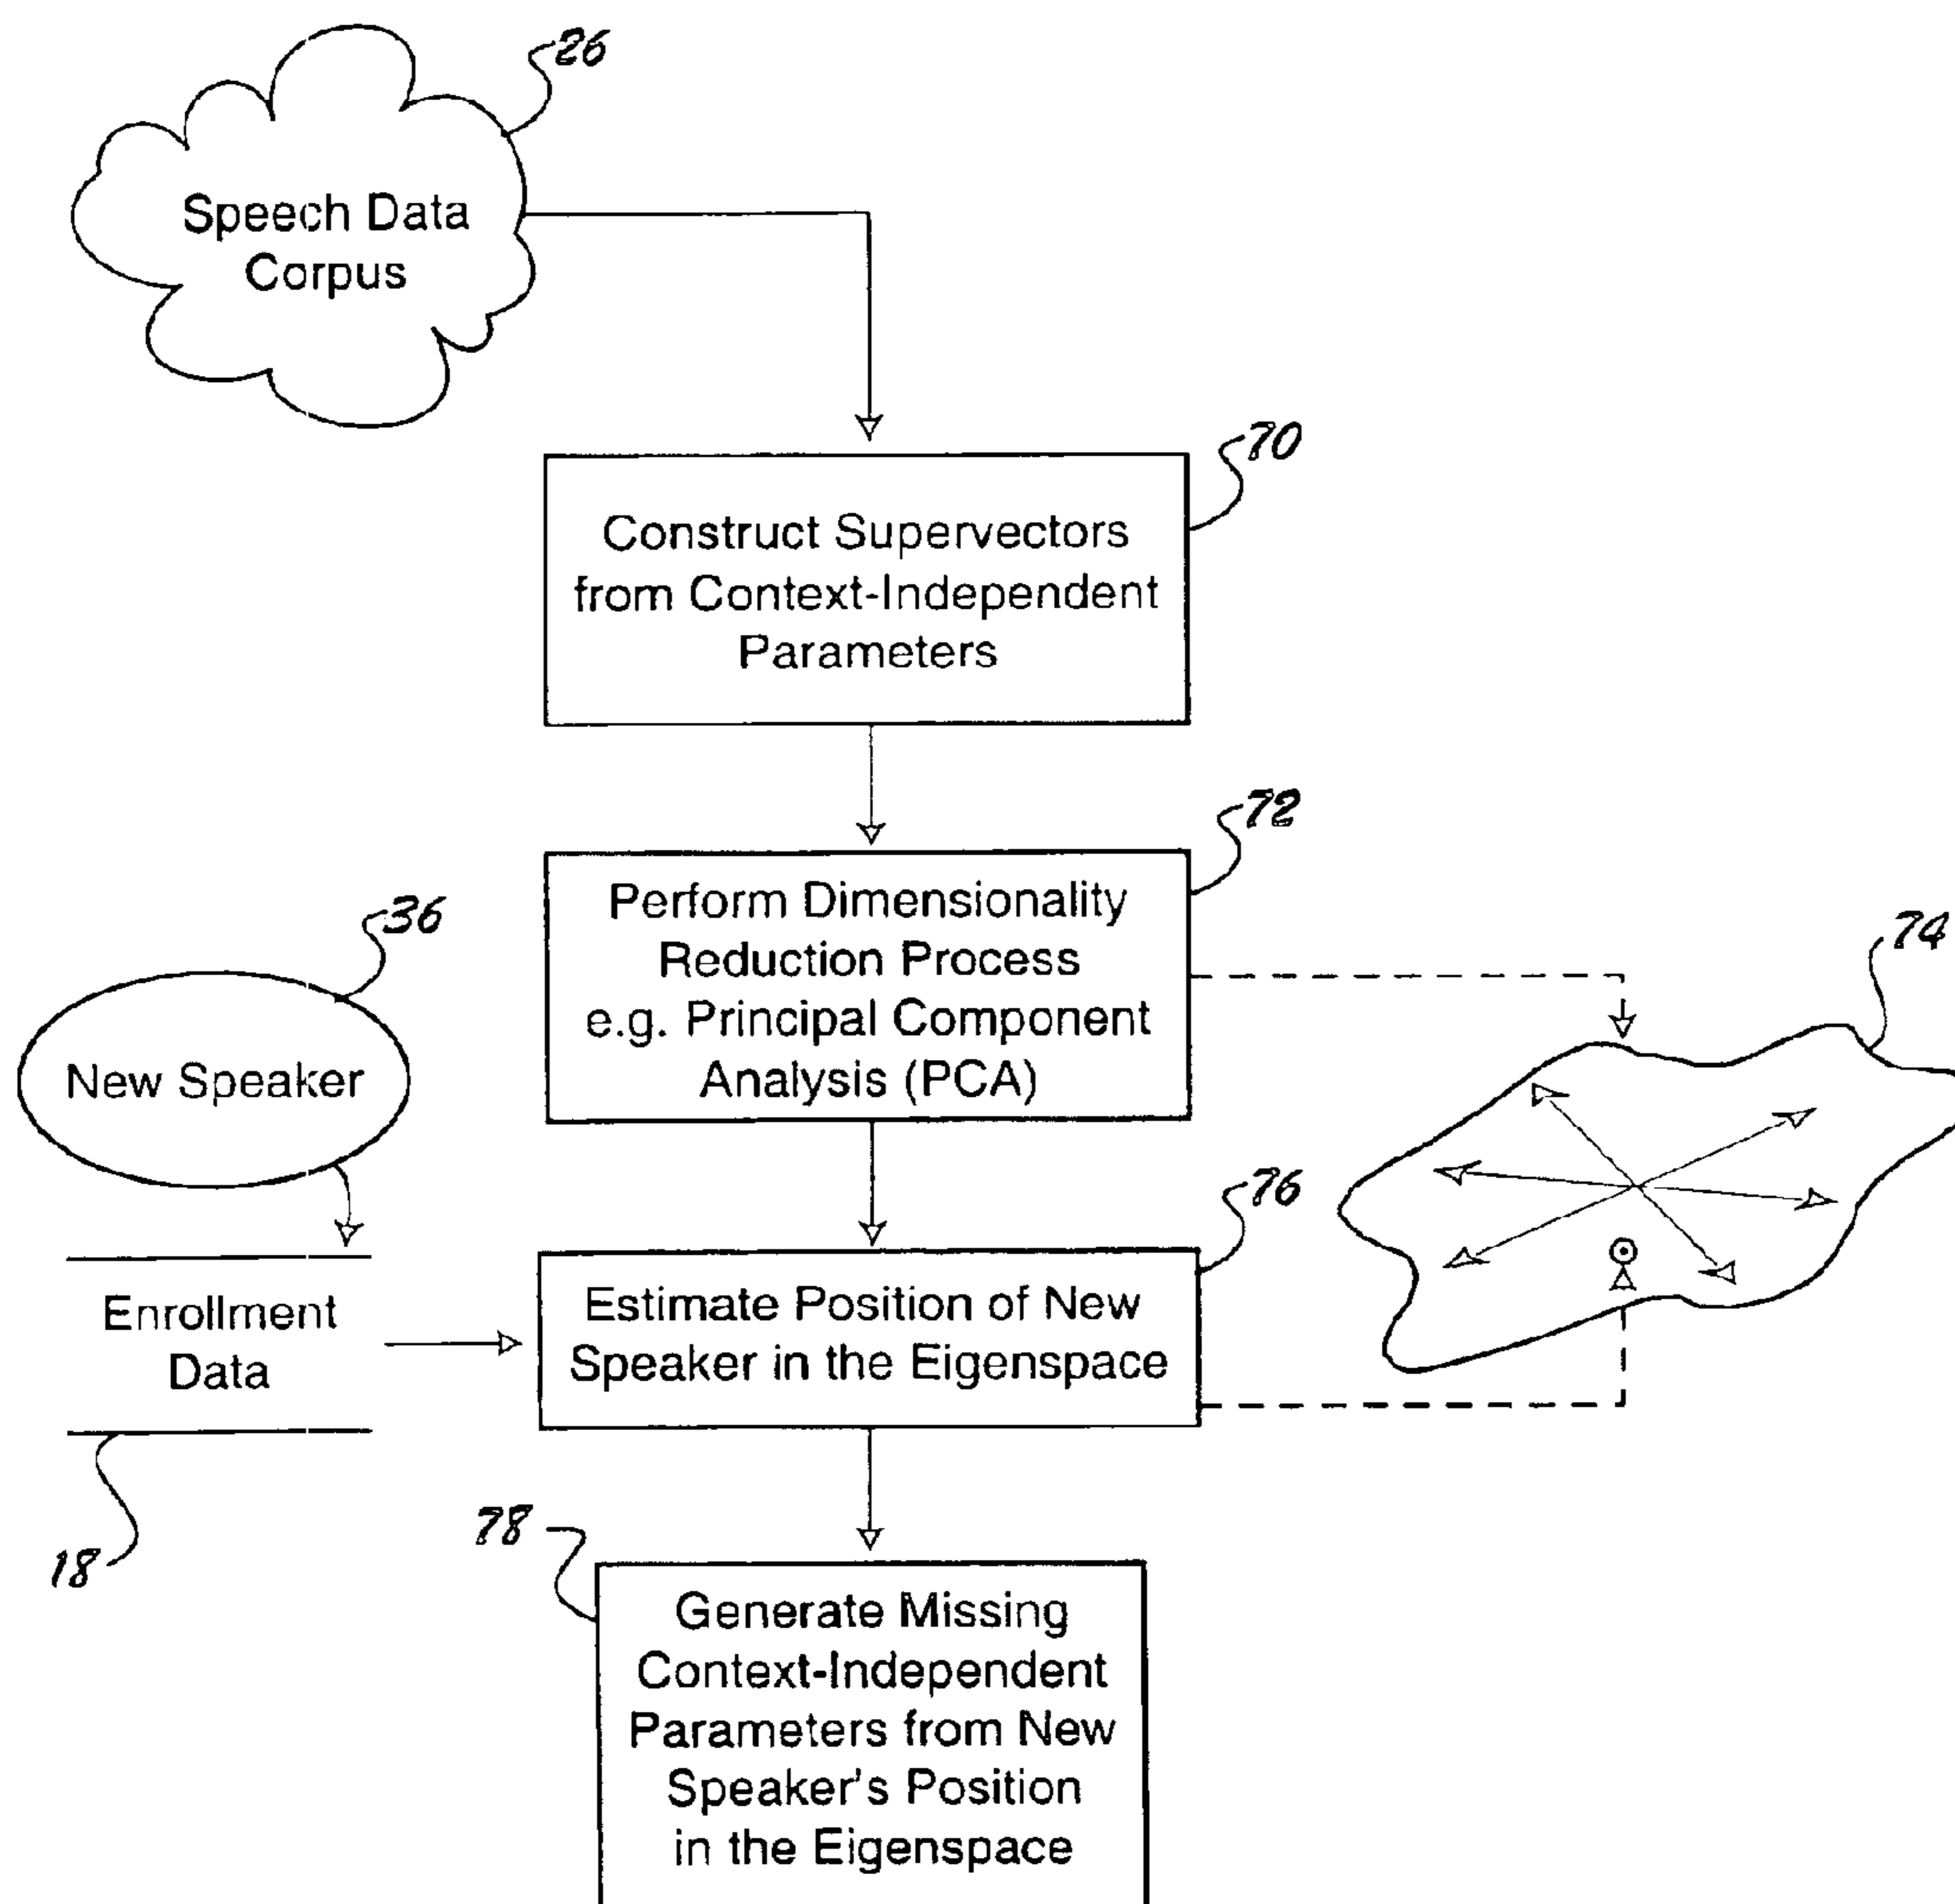 26
Speech Data
Corpus
70
Construct Supervectors
from Context-Independent
Parameters
72
Perform Dimensionality
Reduction Process
e.g. Principal Component
Analysis (PCA)
36
New Speaker
74
76
Enrollment
Data
Estimate Position of New
Speaker in the Eigenspace
18
78
Generate Missing
Context-Independent
Parameters from New
Speaker's Position
in the Eigenspace